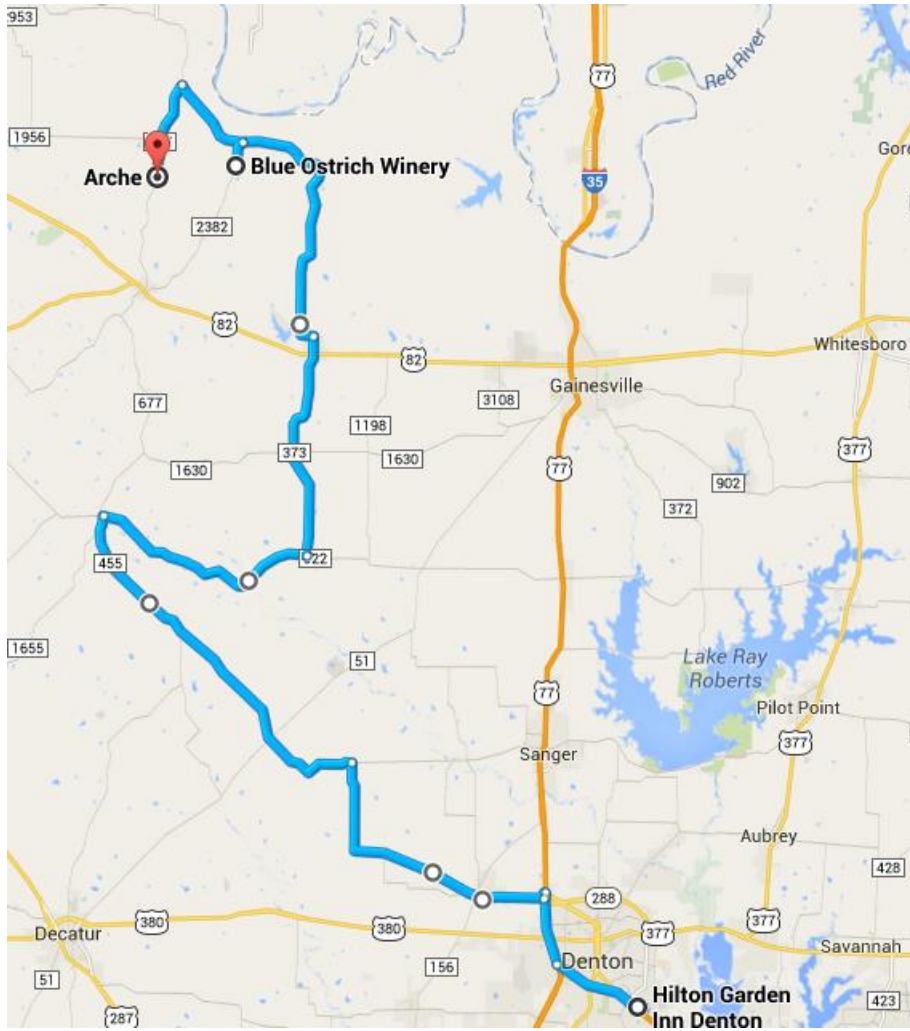 953
77
Red River
1956
Arche
Blue Ostrich Winery
35
2382
82
82
Whitesboro
Gainesville
677
3108
1198
373
1630
1630
77
377
902
372
455
1655
51
Lake Ray
Roberts
77
Pilot Point
Sanger
377
Aubrey
428
288
380
380
377
377
Decatur
Savannah
Denton
156
51
Hilton Garden
Inn Denton
423
287